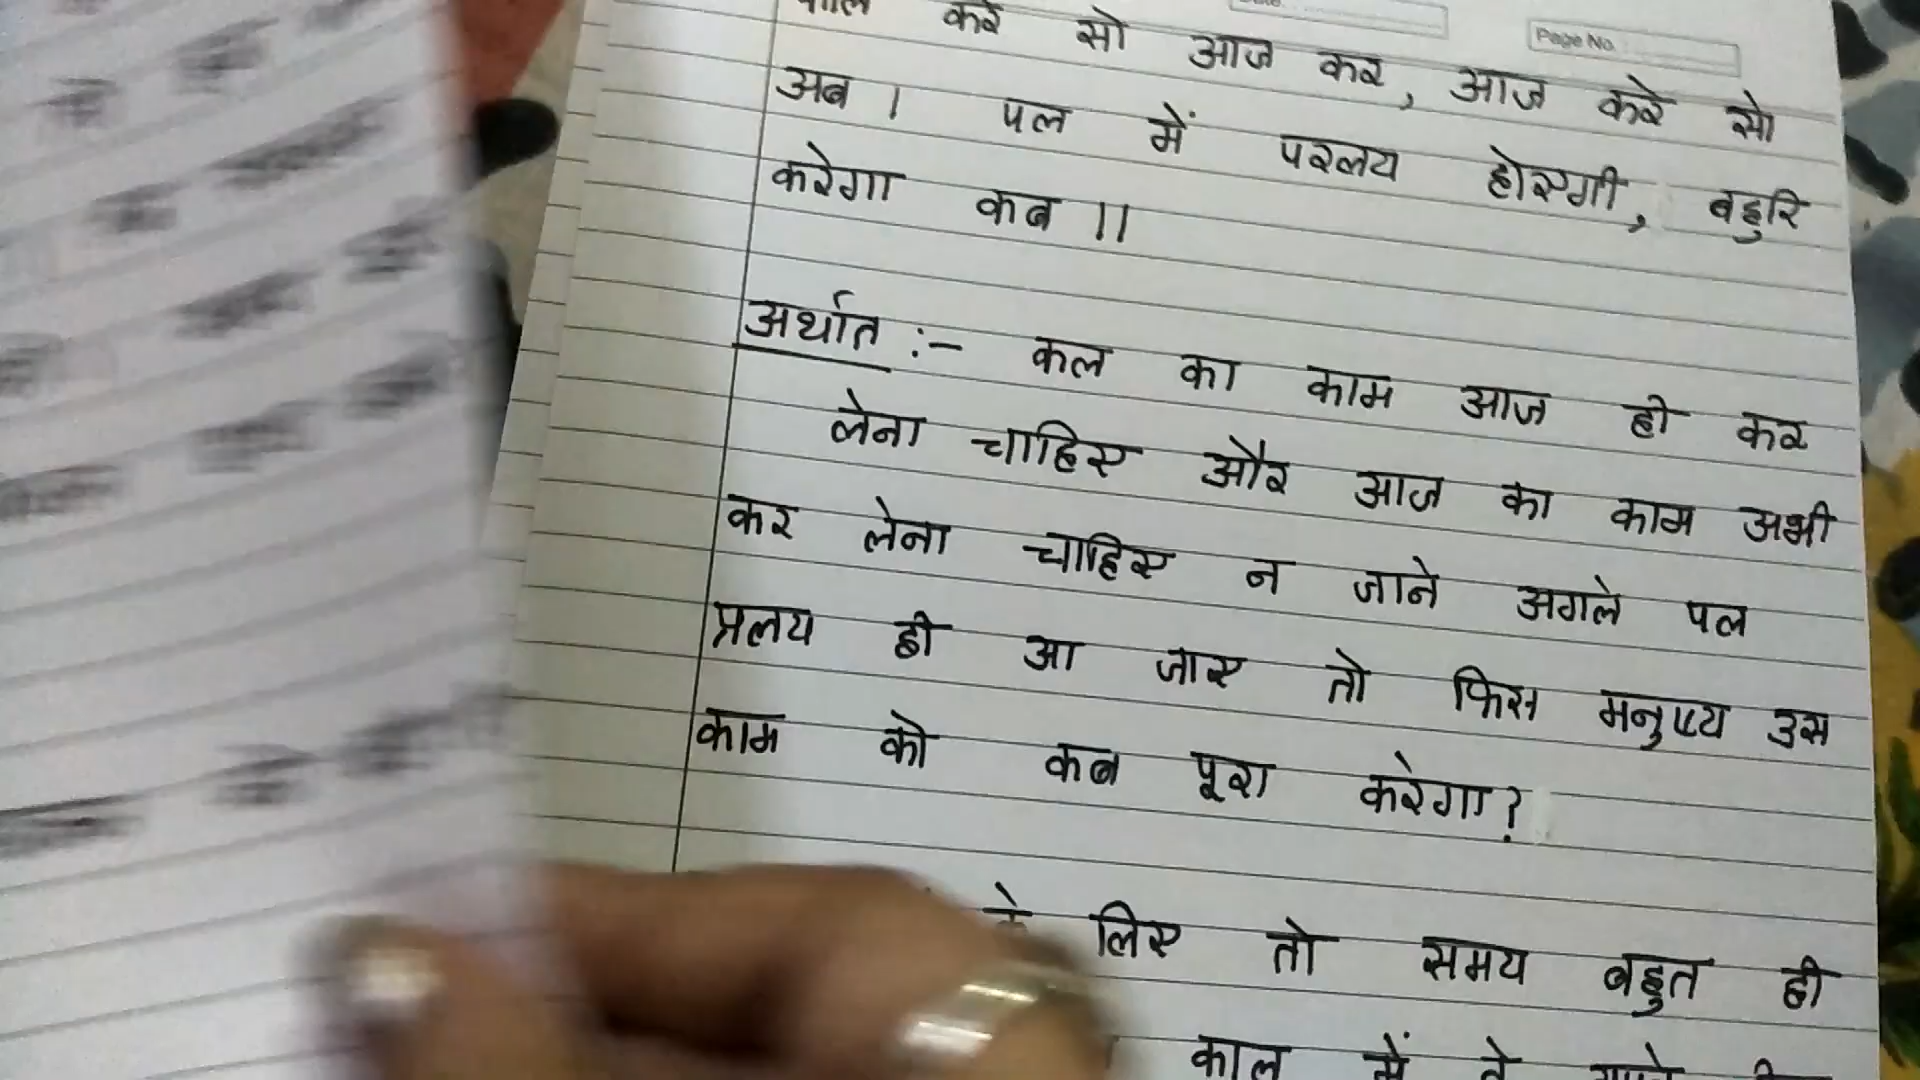 करे सो आज कर, आज करे सो
अब । पल में परलय होएगी, बहुरि
करेगा कब ।।
अर्थात :- कल का काम आज ही कर
लेना चाहिए और आज का काम अभी
कर लेना चाहिए न जाने अगले पल
प्रलय ही आ जाए तो फिस मनुष्य उस
काम को कब पूरा करेगा?
के लिए तो समय बहुत ही
काल में वे
Page No.